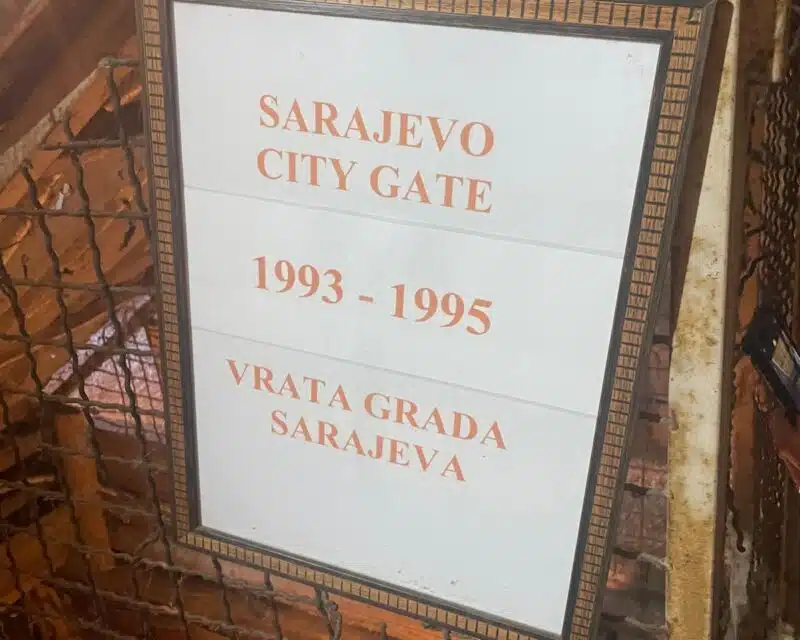 SARAJEVO
CITY GATE
1993 - 1995
VRATA GRADA
SARAJEVA